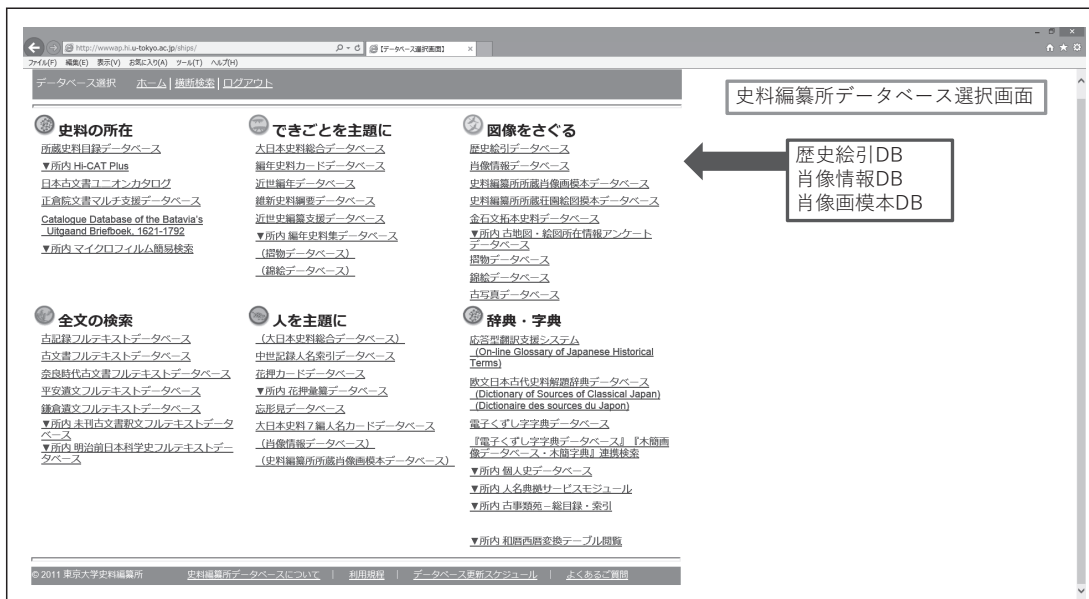 http://wwwap.hi.u-tokyo.ac.jp/ships/
【データベース選択画面】
ファイル(F) 編集(E) 表示(V) お気に入り(A) ツール(T) ヘルプ(H)
データベース選択 ホーム | 横断検索 | ログアウト
史料編纂所データベース選択画面
歴史絵引DB
肖像情報DB
肖像画模本DB
史料の所在
所蔵史料目録データベース
▼所内 Hi-CAT Plus
日本古文書ユニオンカタログ
正倉院文書マルチ支援データベース
Catalogue Database of the Batavia's
Uitgaand Briefboek, 1621-1792
▼所内 マイクロフィルム簡易検索
できごとを主題に
大日本史料総合データベース
編年史料カードデータベース
近世編年データベース
維新史料綱要データベース
近世史編纂支援データベース
▼所内 編年史料集データベース
（摺物データベース）
（錦絵データベース）
図像をさぐる
歴史絵引データベース
肖像情報データベース
史料編纂所所蔵肖像画模本データベース
史料編纂所所蔵荘園絵図摸本データベース
金石文拓本史料データベース
▼所内 古地図・絵図所在情報アンケート
データベース
摺物データベース
錦絵データベース
古写真データベース
全文の検索
古記録フルテキストデータベース
古文書フルテキストデータベース
奈良時代古文書フルテキストデータベース
平安遺文フルテキストデータベース
鎌倉遺文フルテキストデータベース
▼所内 未刊古文書釈文フルテキストデータ
ベース
▼所内 明治前日本科学史フルテキストデー
タベース
人を主題に
（大日本史料総合データベース）
中世記録人名索引データベース
花押カードデータベース
▼所内 花押彙纂データベース
忘形見データベース
大日本史料７編人名カードデータベース
（肖像情報データベース）
（史料編纂所所蔵肖像画模本データベース）
辞典・字典
応答型翻訳支援システム
(On-line Glossary of Japanese Historical
Terms)
欧文日本古代史料解題辞典データベース
(Dictionary of Sources of Classical Japan)
(Dictionaire des sources du Japon)
電子くずし字字典データベース
『電子くずし字字典データベース』『木簡画
像データベース・木簡字典』連携検索
▼所内 個人史データベース
▼所内 人名典拠サービスモジュール
▼所内 古事類苑－総目録・索引
▼所内 和暦西暦変換テーブル閲覧
© 2011 東京大学史料編纂所 史料編纂所データベースについて | 利用規程 | データベース更新スケジュール | よくあるご質問